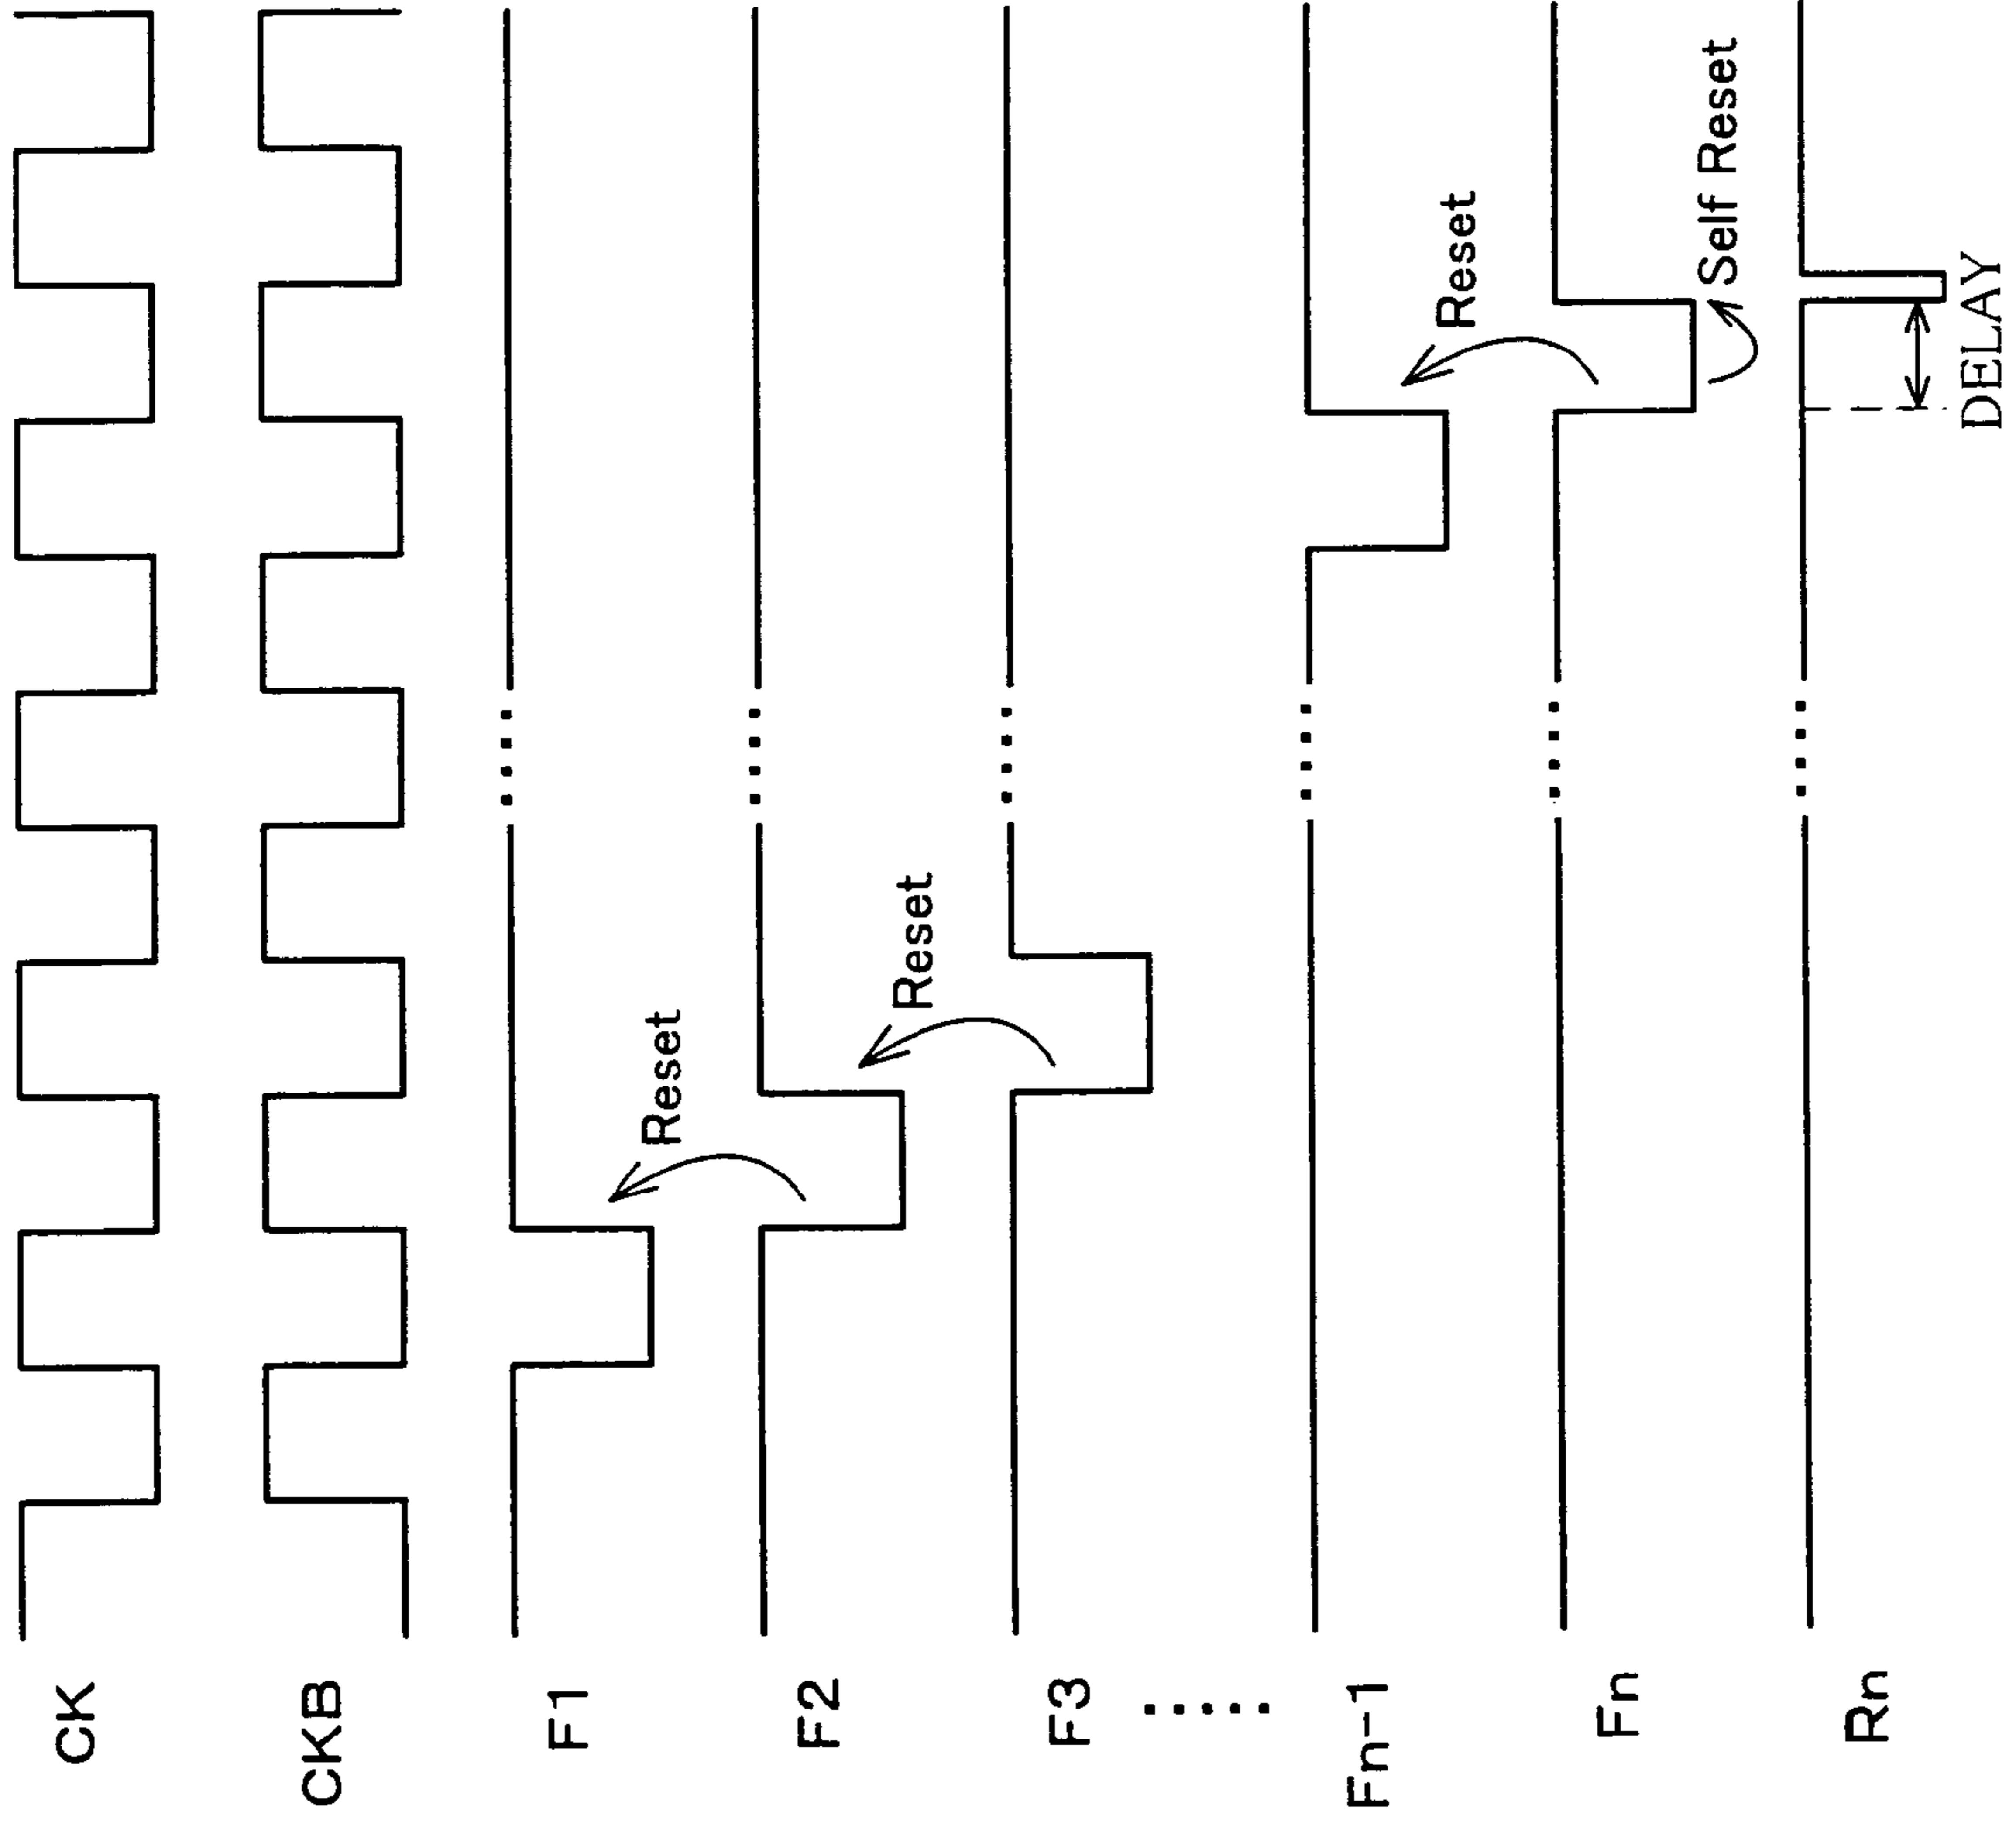 CK
CKB
F1
Reset
F2
Reset
F3
Fn-1
Reset
Fn
Self Reset
Rn
DELAY